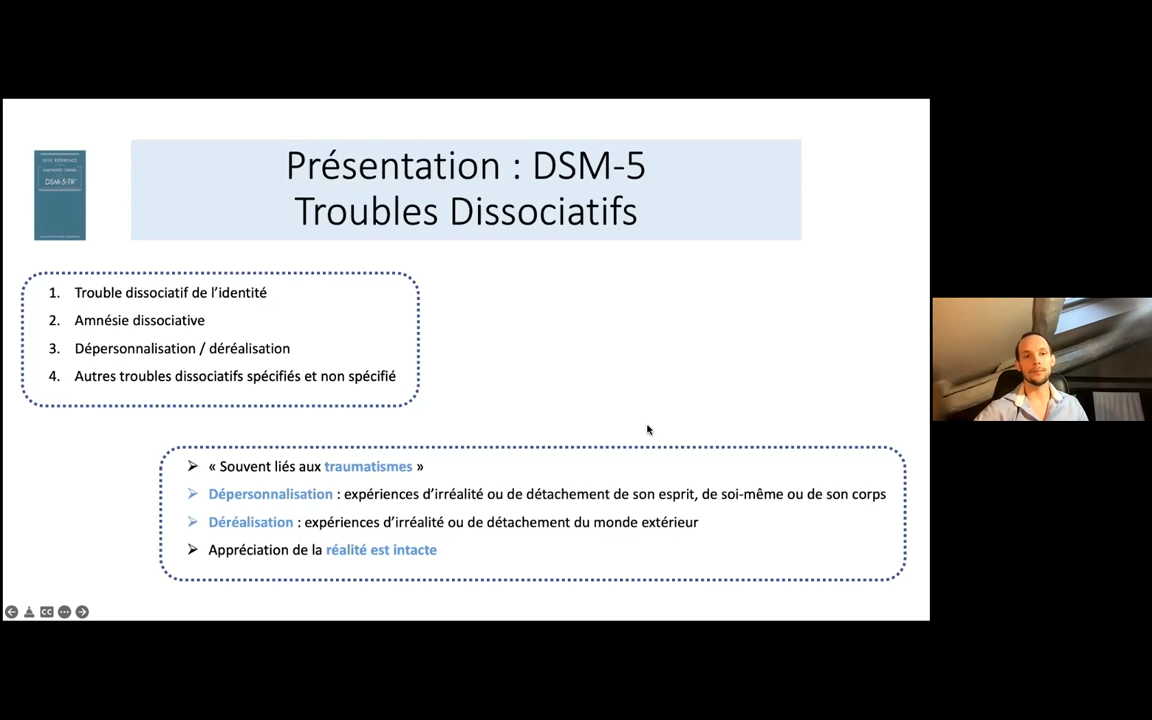 Présentation : DSM-5
Troubles Dissociatifs
DESK REFERENCE
DSM-5-TR
1. Trouble dissociatif de l’identité
2. Amnésie dissociative
3. Dépersonnalisation / déréalisation
4. Autres troubles dissociatifs spécifiés et non spécifié
➢ « Souvent liés aux traumatismes »
➢ Dépersonnalisation : expériences d’irréalité ou de détachement de son esprit, de soi-même ou de son corps
➢ Déréalisation : expériences d’irréalité ou de détachement du monde extérieur
➢ Appréciation de la réalité est intacte
CC